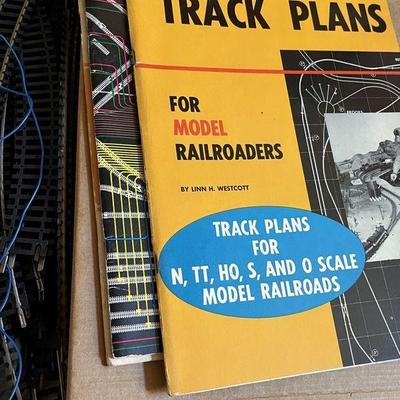 TRACK PLANS
FOR
MODEL
RAILROADERS
BY LINN H. WESTCOTT
TRACK PLANS
FOR
N, TT, HO, S, AND O SCALE
MODEL RAILROADS